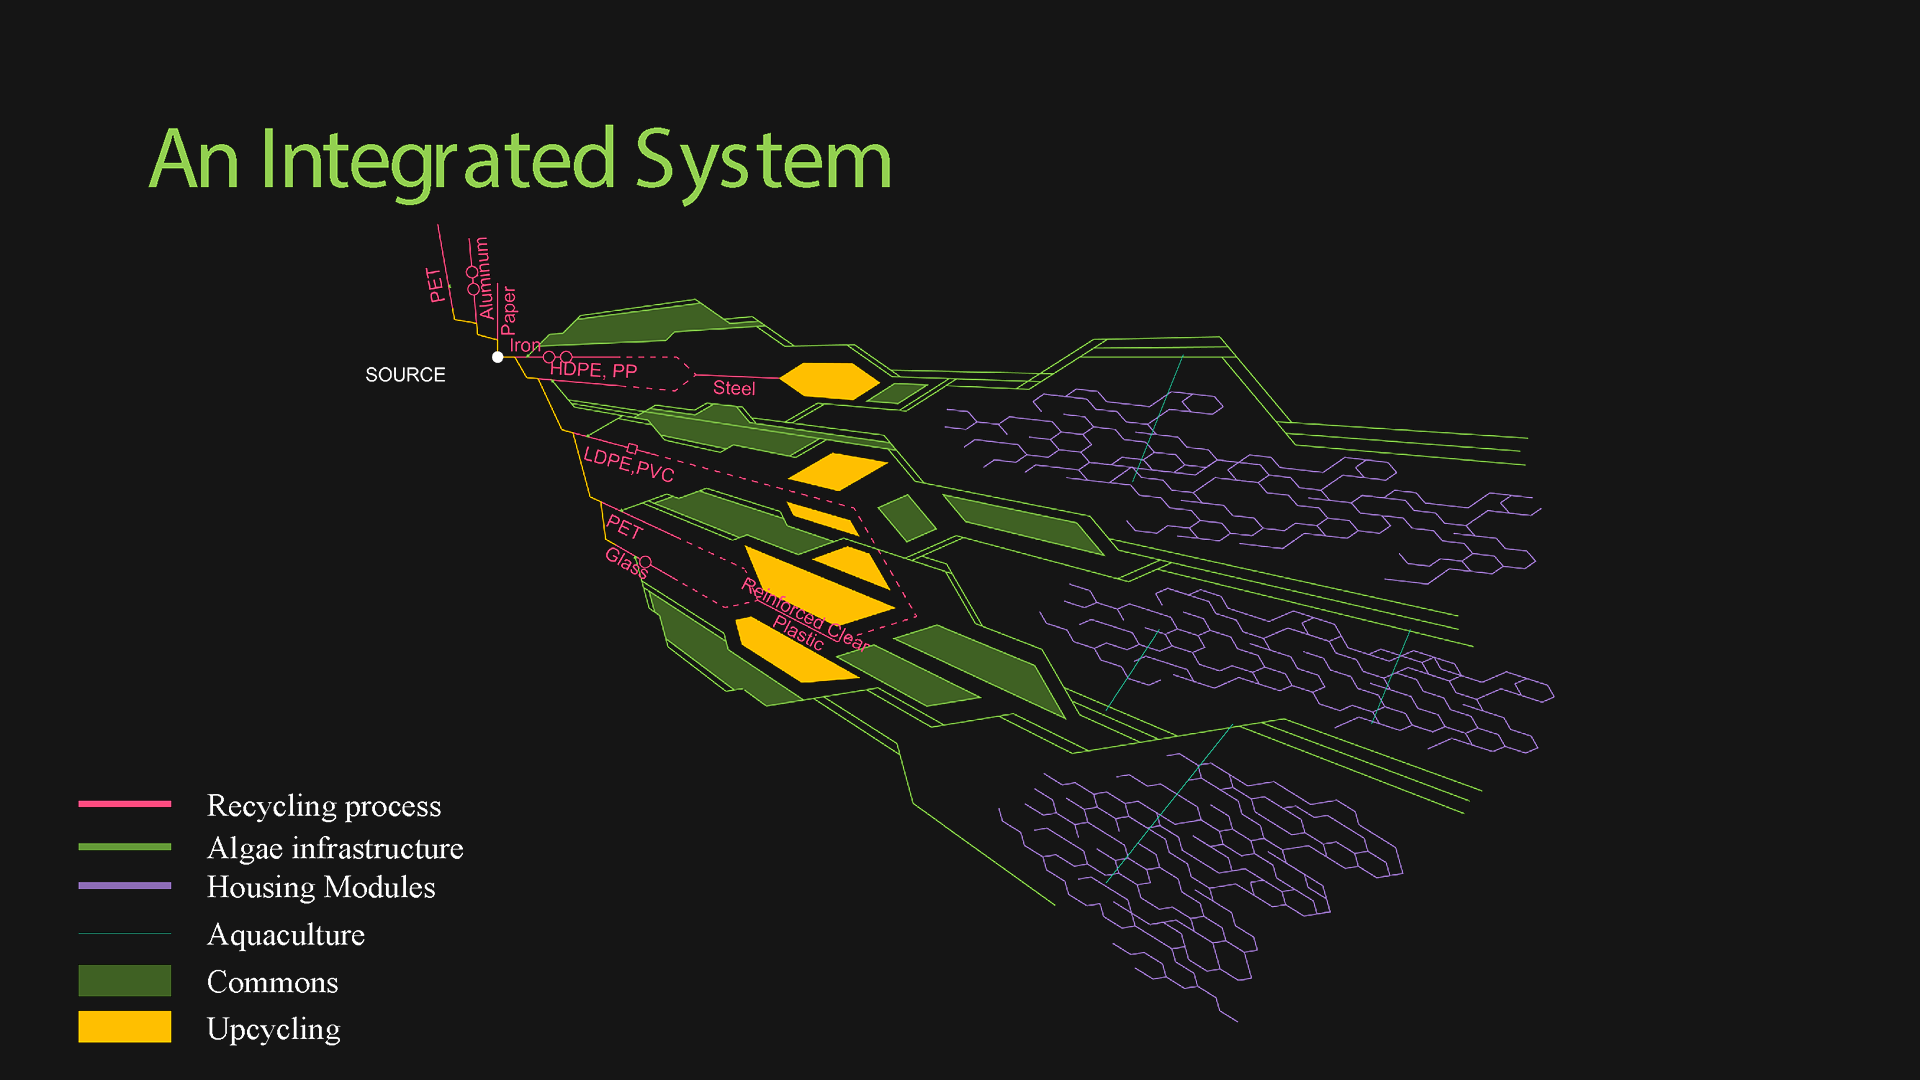 An Integrated System
PET
Aluminum
Paper
Iron
HDPE, PP
Steel
SOURCE
LDPE,PVC
PET
Glass
Reinforced Clear
Plastic
Recycling process
Algae infrastructure
Housing Modules
Aquaculture
Commons
Upcycling